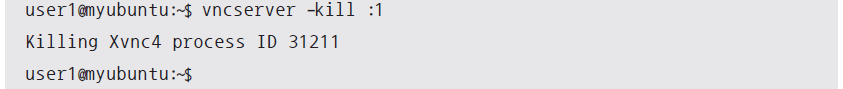 user1@myubuntu:~$ vncserver -kill :1
Killing Xvnc4 process ID 31211
user1@myubuntu:~$